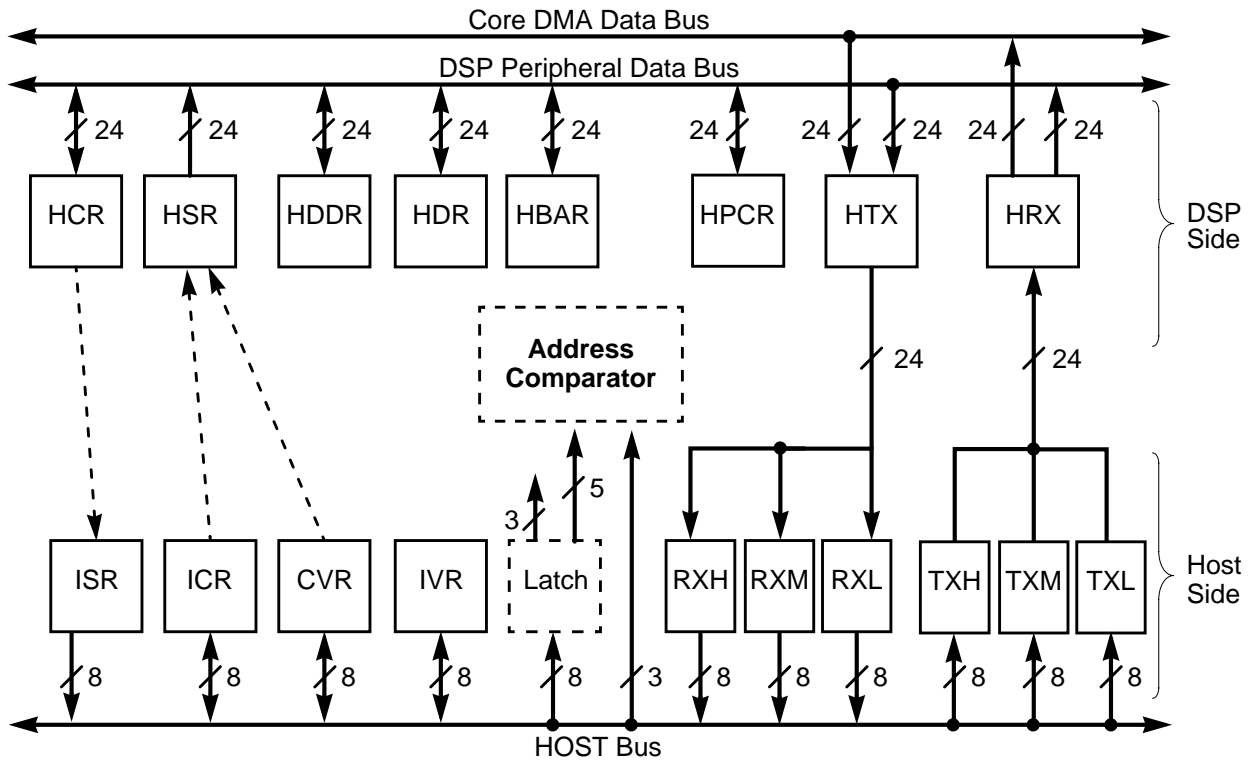 Core DMA Data Bus
DSP Peripheral Data Bus
24 24 24 24 24 24 24 24 24 24
HCR HSR HDDR HDR HBAR HPCR HTX HRX
DSP
Side
Address
Comparator
24 24
5
3
ISR ICR CVR IVR Latch RXH RXM RXL TXH TXM TXL
Host
Side
8 8 8 8 8 3 8 8 8 8 8 8
HOST Bus